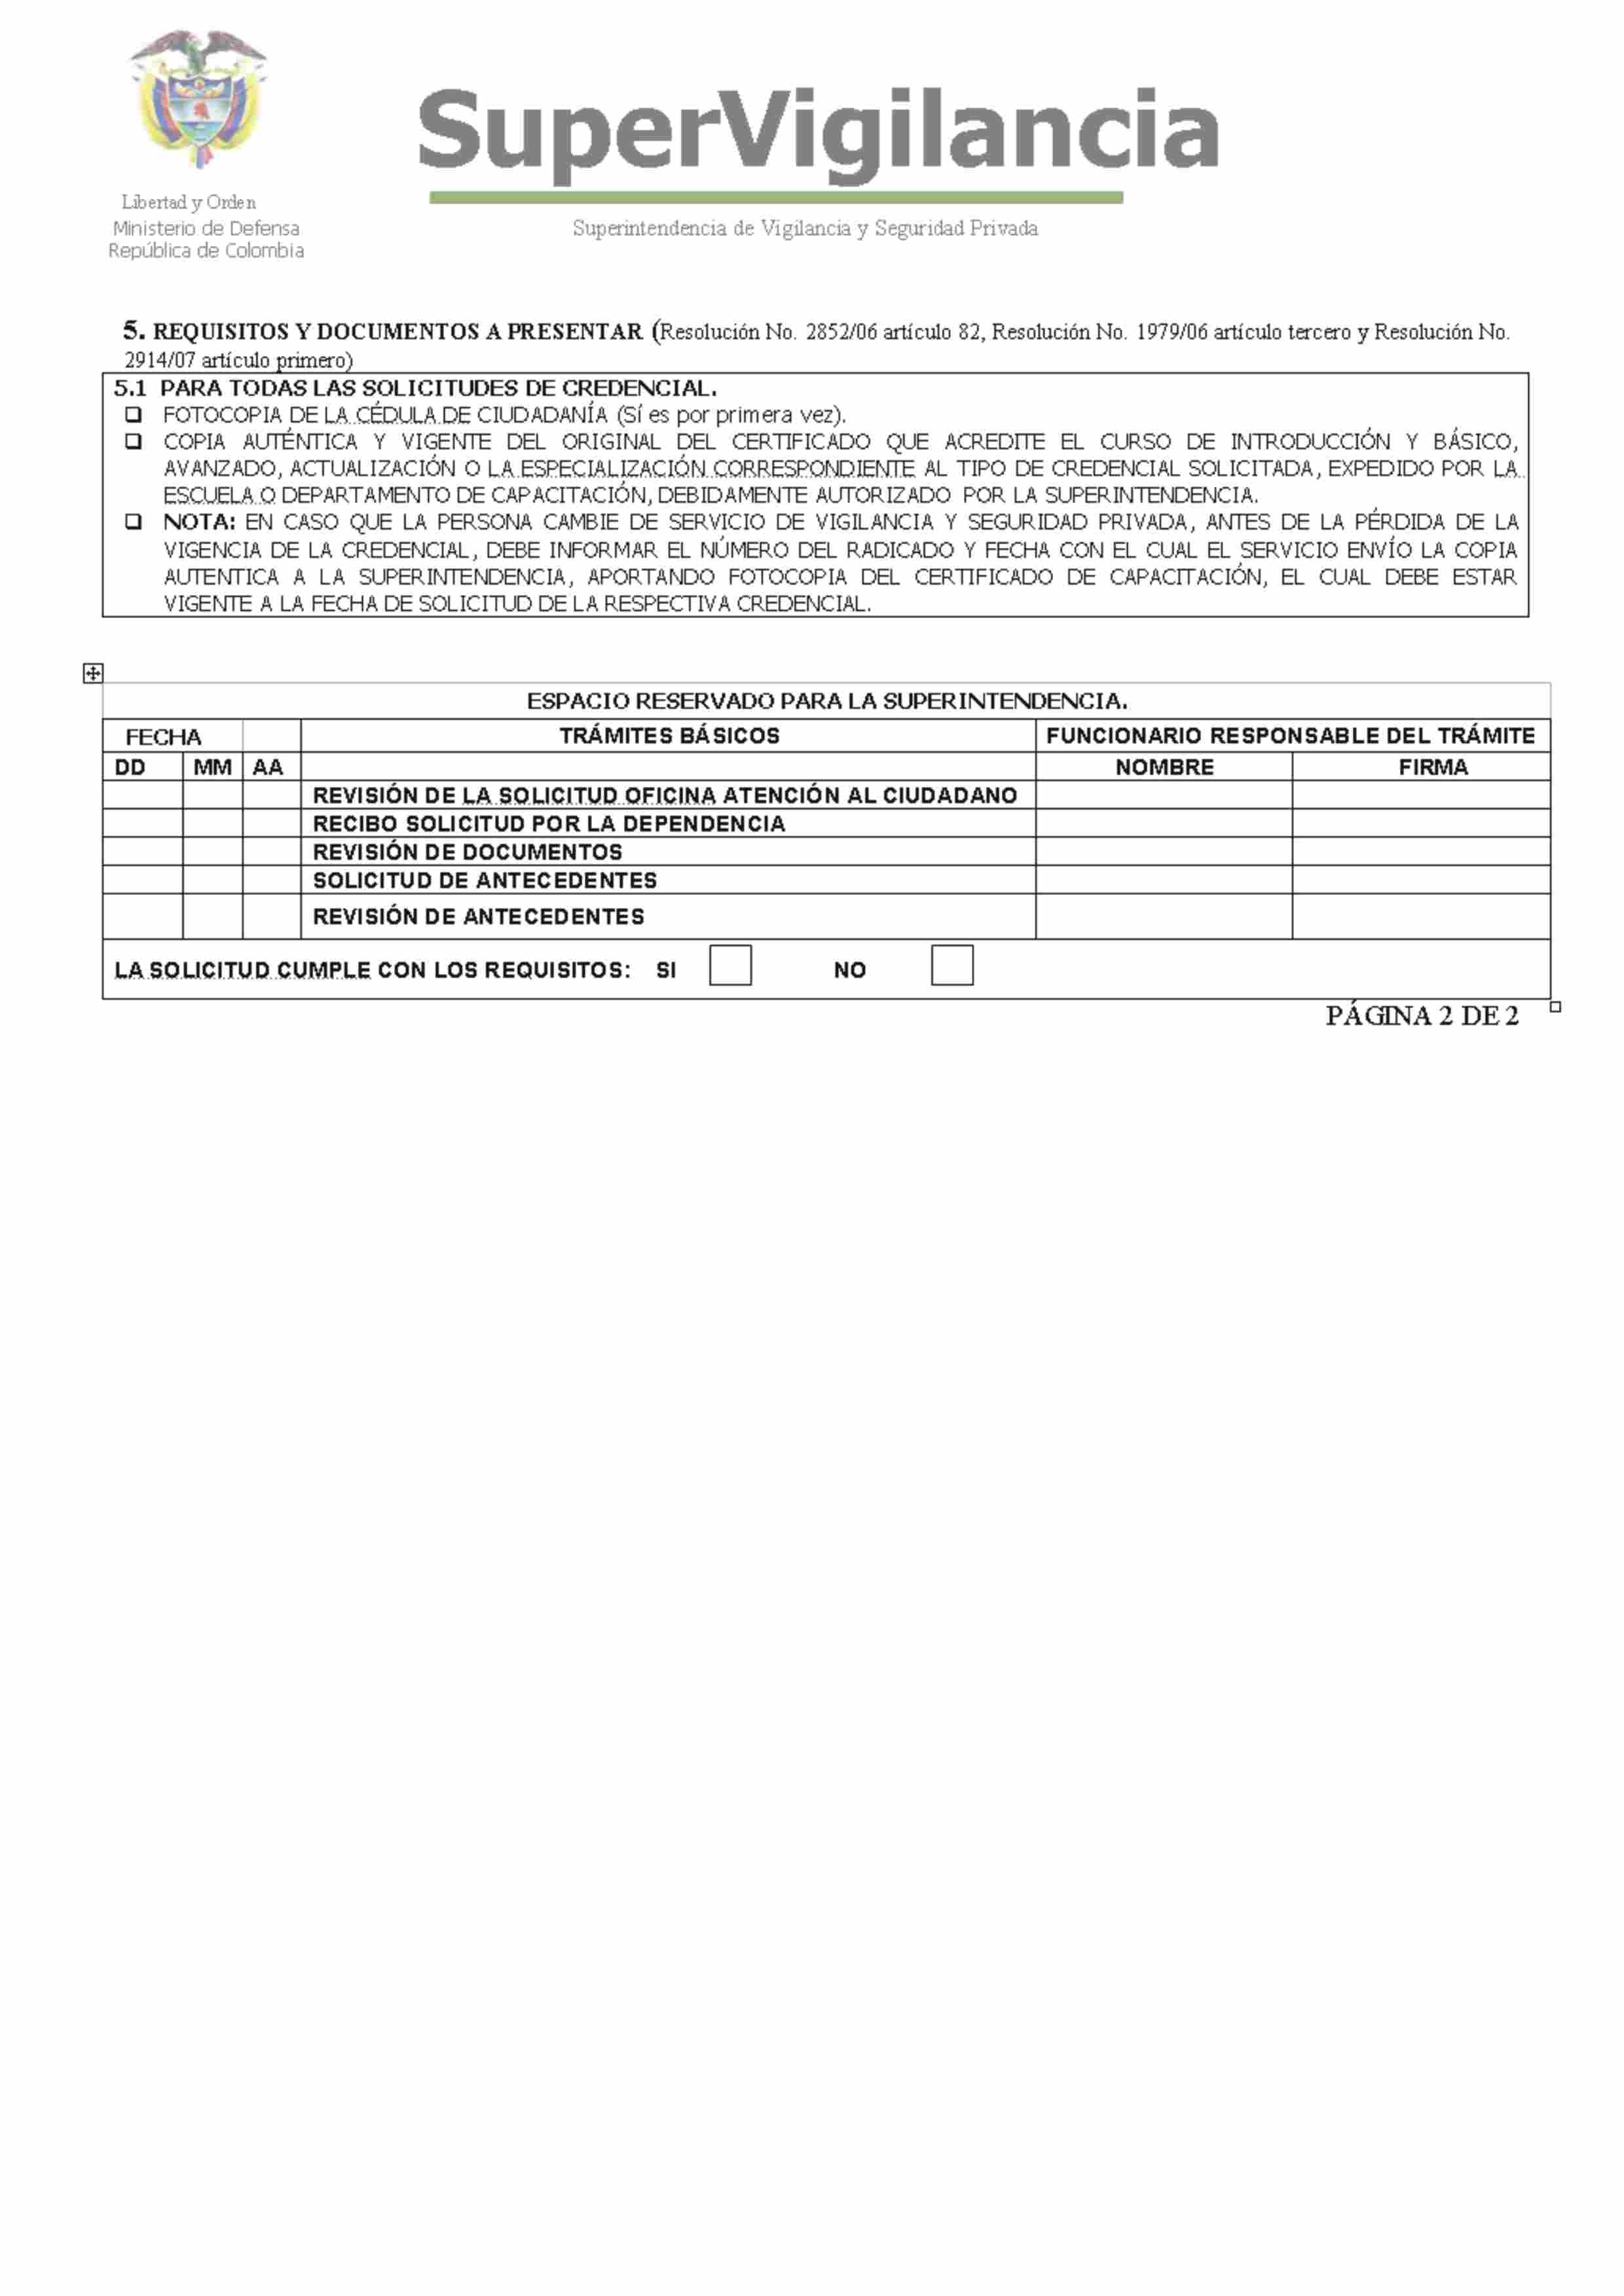 SuperVigilancia
Libertad y Orden
Ministerio de Defensa
República de Colombia
Superintendencia de Vigilancia y Seguridad Privada
5. REQUISITOS Y DOCUMENTOS A PRESENTAR (Resolución No. 2852/06 artículo 82, Resolución No. 1979/06 artículo tercero y Resolución No.
2914/07 artículo primero)
5.1 PARA TODAS LAS SOLICITUDES DE CREDENCIAL.
❑ FOTOCOPIA DE LA CÉDULA DE CIUDADANÍA (Sí es por primera vez).
❑ COPIA AUTÉNTICA Y VIGENTE DEL ORIGINAL DEL CERTIFICADO QUE ACREDITE EL CURSO DE INTRODUCCIÓN Y BÁSICO,
AVANZADO, ACTUALIZACIÓN O LA ESPECIALIZACIÓN CORRESPONDIENTE AL TIPO DE CREDENCIAL SOLICITADA, EXPEDIDO POR LA
ESCUELA O DEPARTAMENTO DE CAPACITACIÓN, DEBIDAMENTE AUTORIZADO POR LA SUPERINTENDENCIA.
❑ NOTA: EN CASO QUE LA PERSONA CAMBIE DE SERVICIO DE VIGILANCIA Y SEGURIDAD PRIVADA, ANTES DE LA PÉRDIDA DE LA
VIGENCIA DE LA CREDENCIAL, DEBE INFORMAR EL NÚMERO DEL RADICADO Y FECHA CON EL CUAL EL SERVICIO ENVÍO LA COPIA
AUTENTICA A LA SUPERINTENDENCIA, APORTANDO FOTOCOPIA DEL CERTIFICADO DE CAPACITACIÓN, EL CUAL DEBE ESTAR
VIGENTE A LA FECHA DE SOLICITUD DE LA RESPECTIVA CREDENCIAL.
ESPACIO RESERVADO PARA LA SUPERINTENDENCIA.
FECHA TRÁMITES BÁSICOS FUNCIONARIO RESPONSABLE DEL TRÁMITE
DD MM AA NOMBRE FIRMA
REVISIÓN DE LA SOLICITUD OFICINA ATENCIÓN AL CIUDADANO
RECIBO SOLICITUD POR LA DEPENDENCIA
REVISIÓN DE DOCUMENTOS
SOLICITUD DE ANTECEDENTES
REVISIÓN DE ANTECEDENTES
LA SOLICITUD CUMPLE CON LOS REQUISITOS: SI NO
PÁGINA 2 DE 2